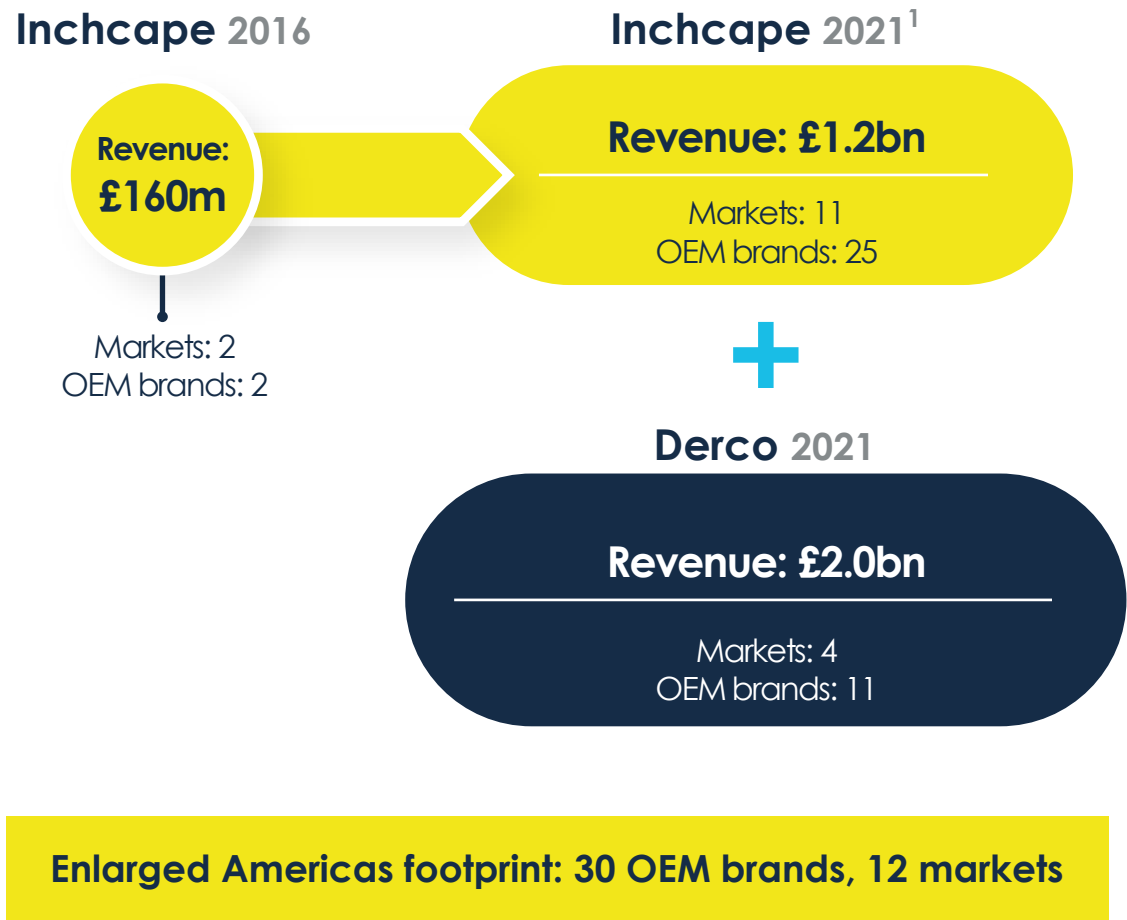 Inchcape 2016
Revenue:
£160m
Markets: 2
OEM brands: 2
Inchcape 2021¹
Revenue: £1.2bn
Markets: 11
OEM brands: 25
+
Derco 2021
Revenue: £2.0bn
Markets: 4
OEM brands: 11
Enlarged Americas footprint: 30 OEM brands, 12 markets